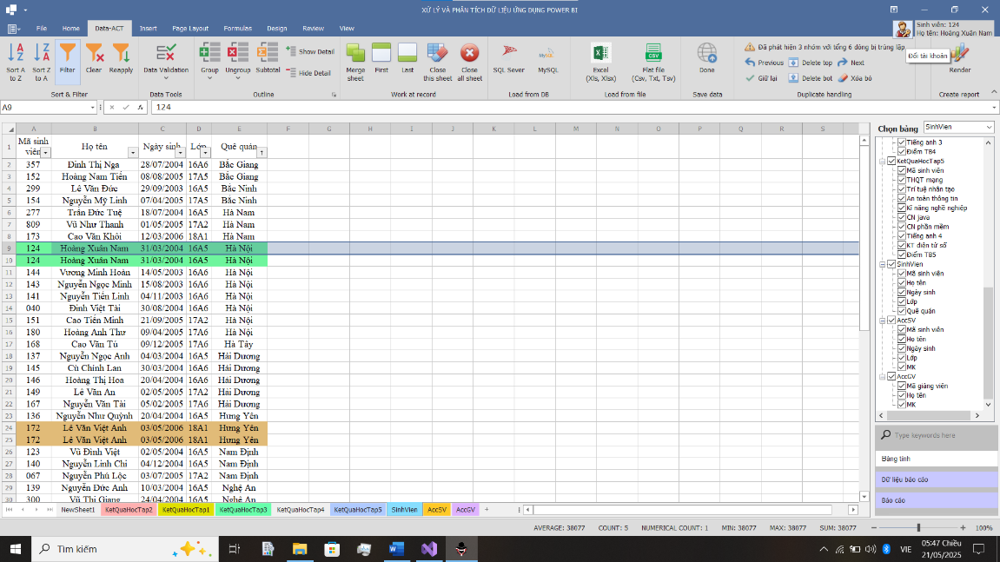 XỬ LÝ VÀ PHÂN TÍCH DỮ LIỆU ỨNG DỤNG POWER BI
File Home Data-ACT Insert Page Layout Formulas Design Review View
Sinh viên: 124
Họ tên: Hoàng Xuân Nam
Đổi tài khoản
Sort A to Z
Sort Z to A
Filter
Clear
Reapply
Sort & Filter
Data Validation
Data Tools
Group
Ungroup
Subtotal
Show Detail
Hide Detail
Outline
Merge sheet
First
Last
Close sheet
Close all sheet
Work at record
SQL Sever
MySQL
Load from DB
Excel (Xls, Xlsx)
Flat file (Csv, Txt, Tsv)
Load from file
Done
Save data
Đã phát hiện 3 nhóm với tổng 6 dòng bị trùng lặp
Previous Delete top Next
Giữ lại Delete bot Xóa bỏ
Duplicate handling
Render
Create report
A9 fx 124
A B C D E F G H I J K L M N O P Q R S
1 Mã sinh viên Họ tên Ngày sinh Lớp Quê quán
2 357 Đinh Thị Nga 28/07/2004 16A6 Bắc Giang
3 152 Hoàng Nam Tiến 08/08/2005 17A5 Bắc Giang
4 299 Lê Văn Đức 29/09/2003 16A6 Bắc Ninh
5 154 Nguyễn Mỹ Linh 07/04/2005 17A5 Bắc Ninh
6 277 Trần Đức Tuệ 18/07/2004 16A5 Hà Nam
7 809 Vũ Như Thanh 01/05/2005 17A2 Hà Nam
8 173 Cao Văn Khôi 12/03/2006 18A1 Hà Nam
9 124 Hoàng Xuân Nam 31/03/2004 16A5 Hà Nội
10 124 Hoàng Xuân Nam 31/03/2004 16A5 Hà Nội
11 144 Vương Minh Hoàn 14/05/2003 16A6 Hà Nội
12 143 Nguyễn Ngọc Minh 15/08/2003 16A6 Hà Nội
13 141 Nguyễn Tiến Linh 04/11/2003 16A6 Hà Nội
14 040 Đinh Việt Tài 30/08/2004 16A6 Hà Nội
15 151 Cao Tiến Minh 21/09/2005 17A2 Hà Nội
16 180 Hoàng Anh Thư 09/04/2005 17A6 Hà Nội
17 168 Cao Văn Tú 09/12/2005 17A6 Hà Tây
18 137 Nguyễn Ngọc Anh 04/03/2004 16A5 Hải Dương
19 145 Cù Chính Lan 30/03/2004 16A6 Hải Dương
20 146 Hoàng Thị Hoa 20/04/2004 16A6 Hải Dương
21 149 Lê Văn An 02/05/2005 17A2 Hải Dương
22 167 Nguyễn Văn Tài 05/02/2005 17A6 Hải Dương
23 136 Nguyễn Như Quỳnh 20/04/2004 16A5 Hưng Yên
24 172 Lê Văn Việt Anh 03/05/2006 18A1 Hưng Yên
25 172 Lê Văn Việt Anh 03/05/2006 18A1 Hưng Yên
26 123 Vũ Đình Việt 02/05/2004 16A5 Nam Định
27 140 Nguyễn Linh Chi 04/12/2004 16A5 Nam Định
28 067 Nguyễn Phú Lộc 03/07/2005 17A2 Nam Định
29 139 Nguyễn Đức Anh 10/03/2004 16A5 Nghệ An
30 300 Vũ Thị Giang 24/04/2004 16A5 Nghệ An
Chọn bảng SinhVien
Tiếng anh 3
Điểm TB4
KetQuaHocTap5
Mã sinh viên
THQT mạng
Trí tuệ nhân tạo
An toàn thông tin
Kĩ năng nghề nghiệp
CN java
CN phần mềm
Tiếng anh 4
KT điện tử số
Điểm TB5
SinhVien
Mã sinh viên
Họ tên
Ngày sinh
Lớp
Quê quán
AccSV
Mã sinh viên
Họ tên
Ngày sinh
Lớp
MK
AccGV
Mã giảng viên
Họ tên
MK
Type keywords here
Bảng tính
Dữ liệu báo cáo
Báo cáo
NewSheet1 KetQuaHocTap2 KetQuaHocTap1 KetQuaHocTap3 KetQuaHocTap4 KetQuaHocTap5 SinhVien AccSV AccGV
AVERAGE: 38077 COUNT: 5 NUMERICAL COUNT: 1 MIN: 38077 MAX: 38077 SUM: 38077 100%
Tìm kiếm
VIE
05:47 Chiều
21/05/2025